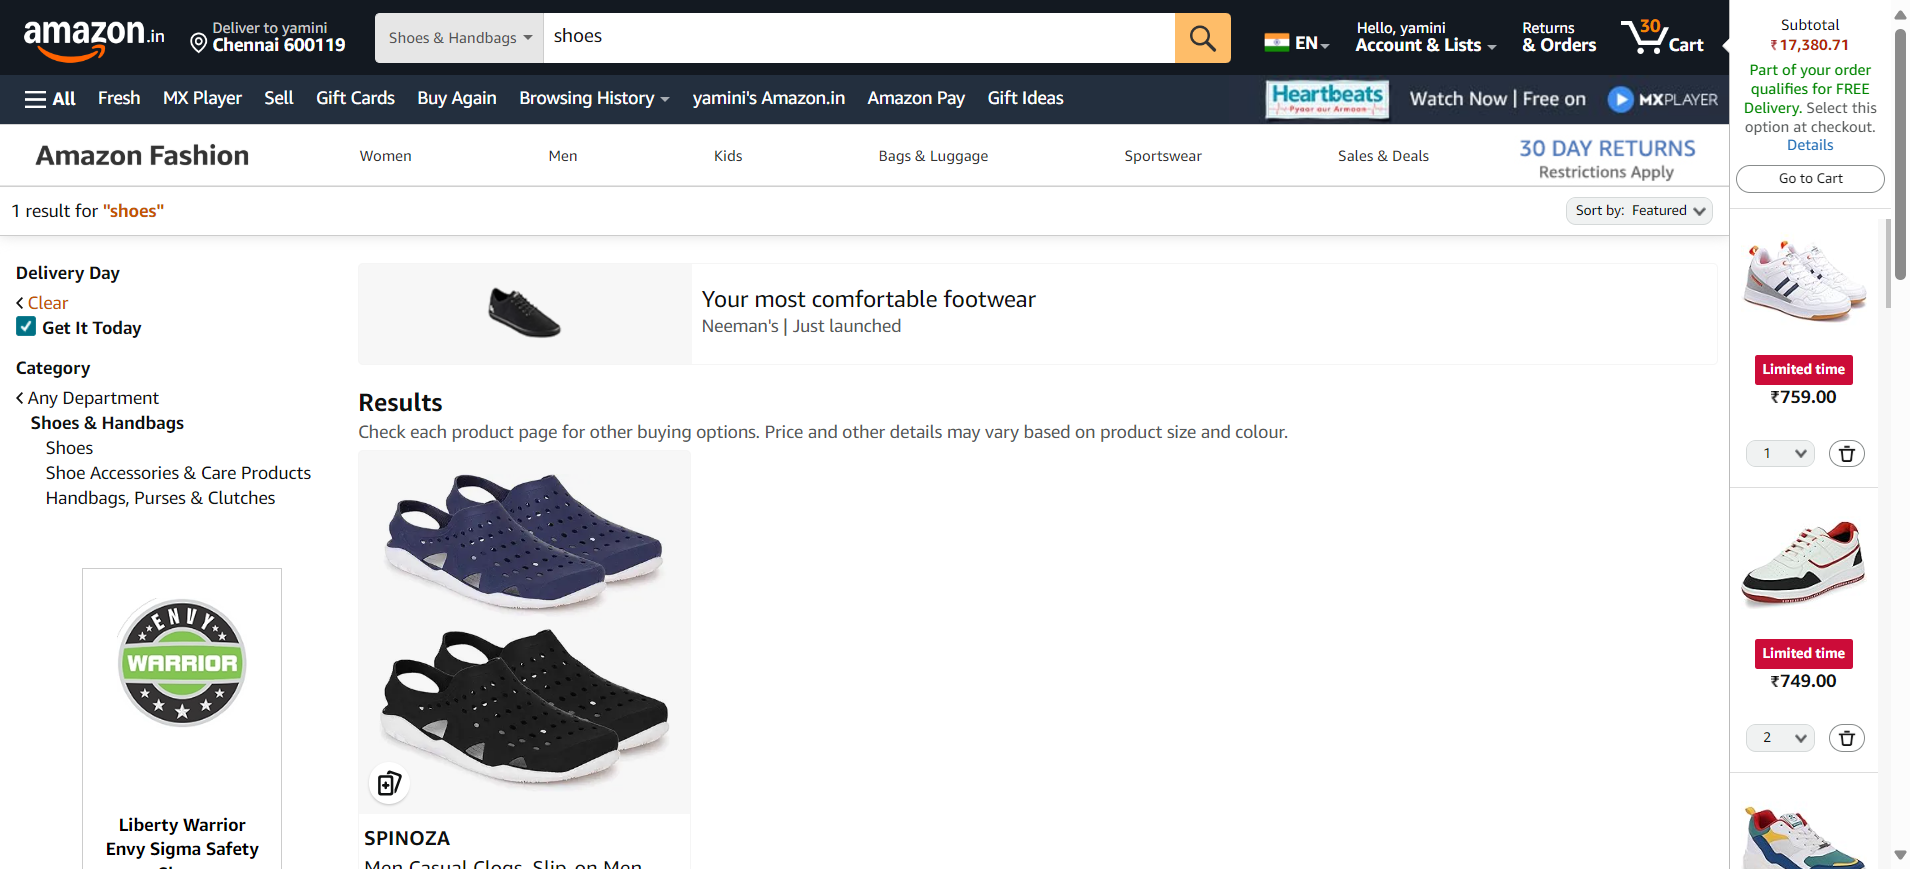 amazon.in
Deliver to yamini
Chennai 600119
Shoes & Handbags
shoes
EN
Hello, yamini
Account & Lists
Returns
& Orders
30
Cart
All
Fresh
MX Player
Sell
Gift Cards
Buy Again
Browsing History
yamini's Amazon.in
Amazon Pay
Gift Ideas
Heartbeats
Pyaar aur Armaan
Watch Now | Free on
MXPLAYER
Amazon Fashion
Women
Men
Kids
Bags & Luggage
Sportswear
Sales & Deals
30 DAY RETURNS
Restrictions Apply
1 result for "shoes"
Sort by: Featured
Delivery Day
Clear
Get It Today
Category
Any Department
Shoes & Handbags
Shoes
Shoe Accessories & Care Products
Handbags, Purses & Clutches
ENVY
WARRIOR
Liberty Warrior
Envy Sigma Safety
Your most comfortable footwear
Neeman's | Just launched
Results
Check each product page for other buying options. Price and other details may vary based on product size and colour.
SPINOZA
Men Casual Clogs, Slip-on Men
Subtotal
₹17,380.71
Part of your order
qualifies for FREE
Delivery. Select this
option at checkout.
Details
Go to Cart
Limited time
₹759.00
1
Limited time
₹749.00
2